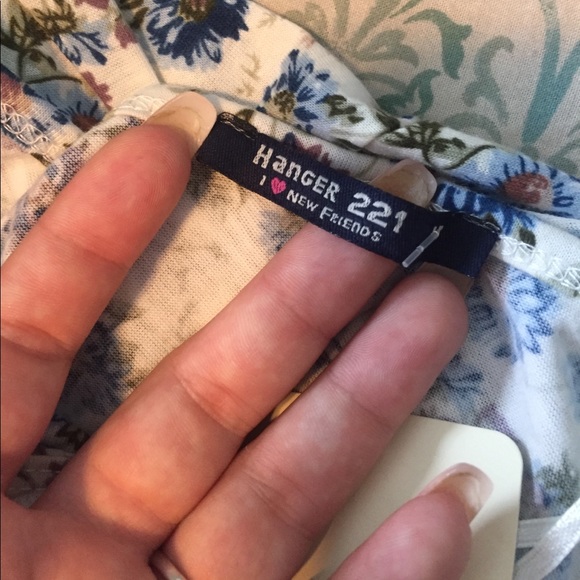 Hanger 221
I ♥ New Friends